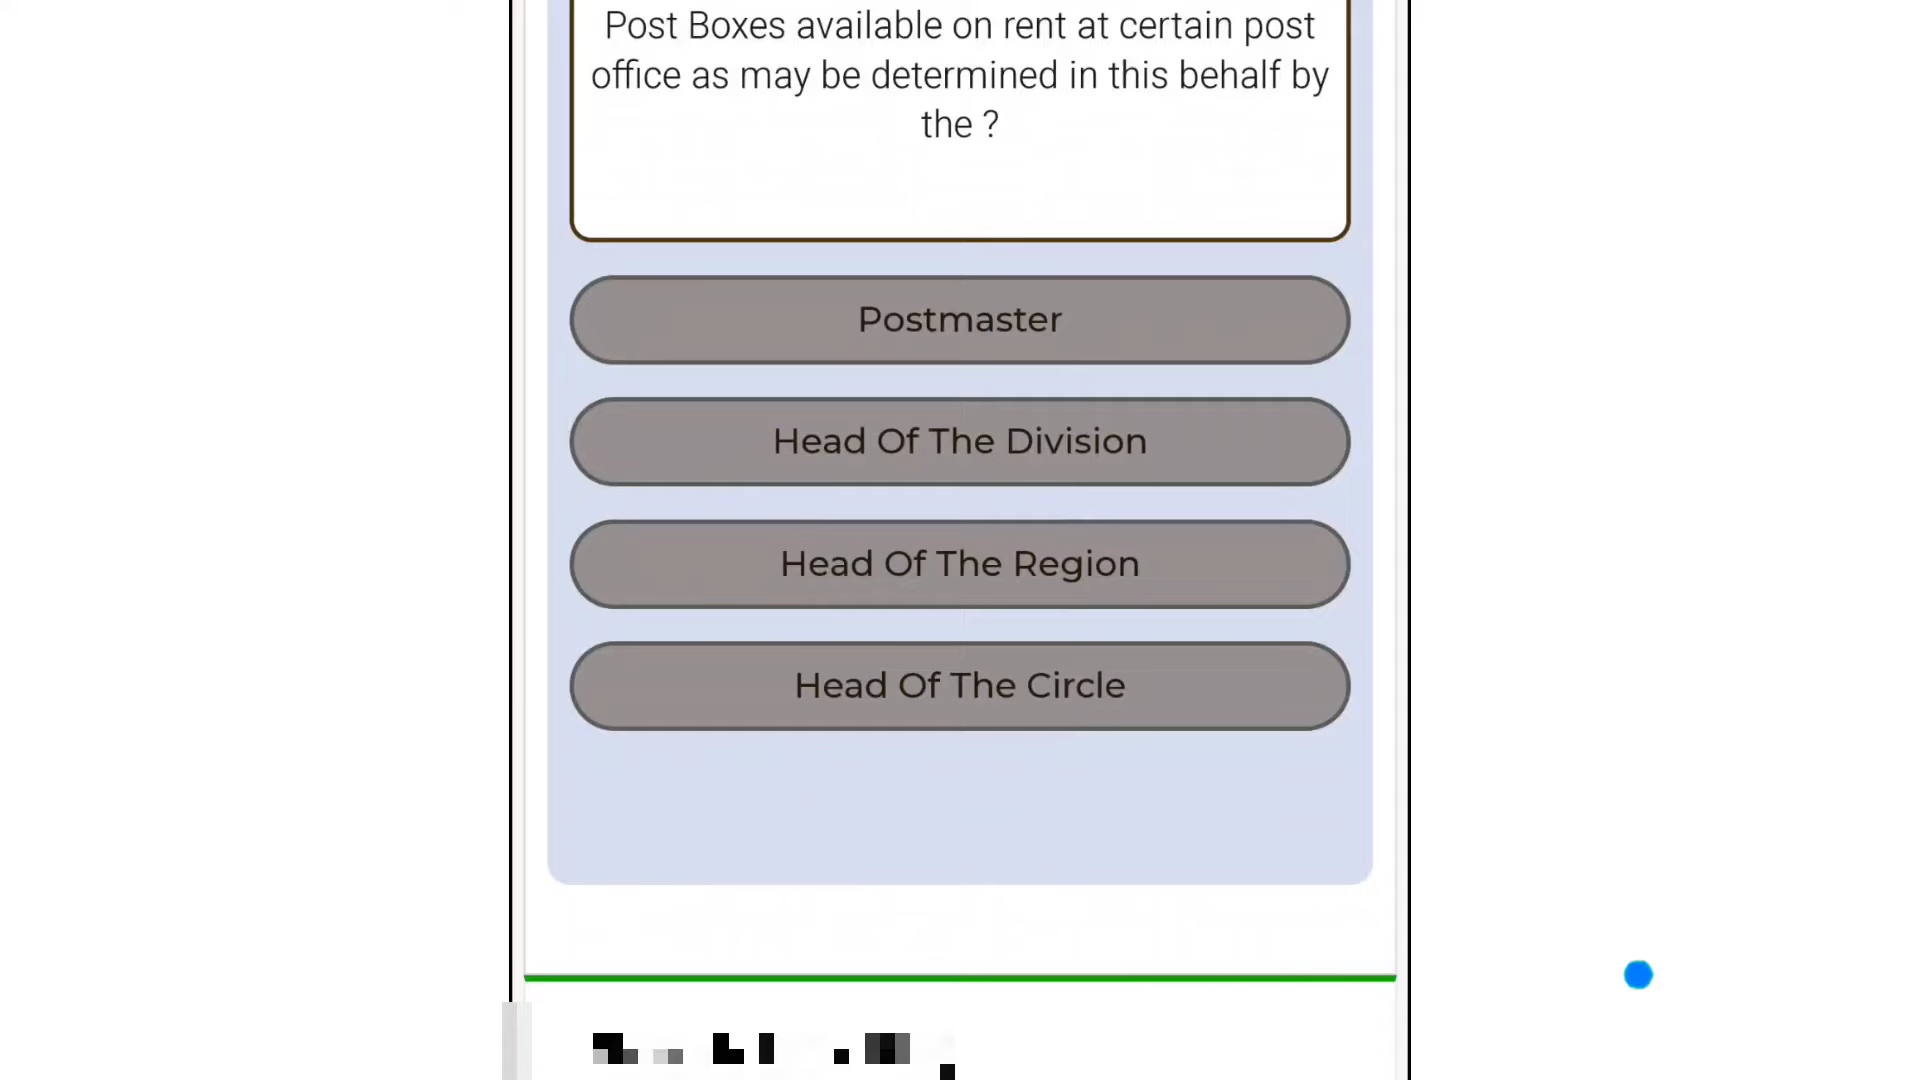 Post Boxes available on rent at certain post
office as may be determined in this behalf by
the ?
Postmaster
Head Of The Division
Head Of The Region
Head Of The Circle